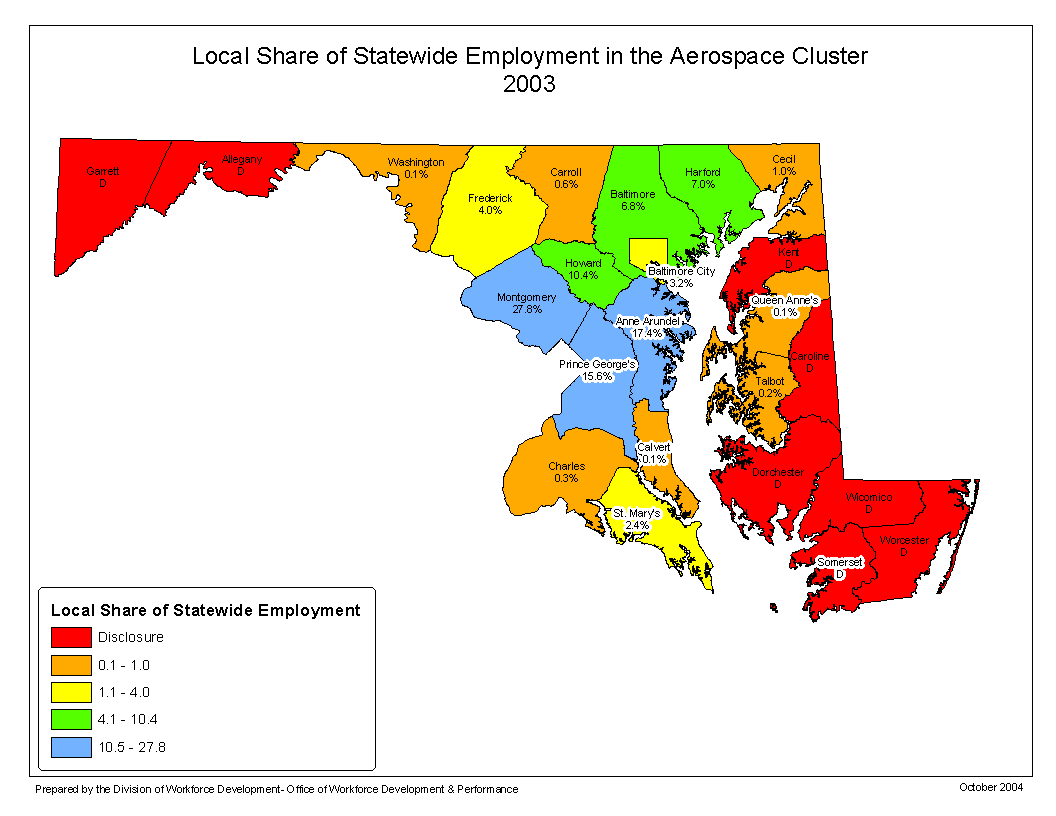 Local Share of Statewide Employment in the Aerospace Cluster
2003
Garrett
D
Allegany
D
Washington
0.1%
Frederick
4.0%
Carroll
0.6%
Baltimore
6.8%
Harford
7.0%
Cecil
1.0%
Howard
10.4%
Baltimore City
3.2%
Kent
D
Montgomery
27.8%
Anne Arundel
17.4%
Queen Anne's
0.1%
Prince George's
15.6%
Caroline
D
Talbot
0.2%
Calvert
0.1%
Charles
0.3%
Dorchester
D
St. Mary's
2.4%
Wicomico
D
Worcester
D
Somerset
D
Local Share of Statewide Employment
Disclosure
0.1 - 1.0
1.1 - 4.0
4.1 - 10.4
10.5 - 27.8
Prepared by the Division of Workforce Development- Office of Workforce Development & Performance
October 2004